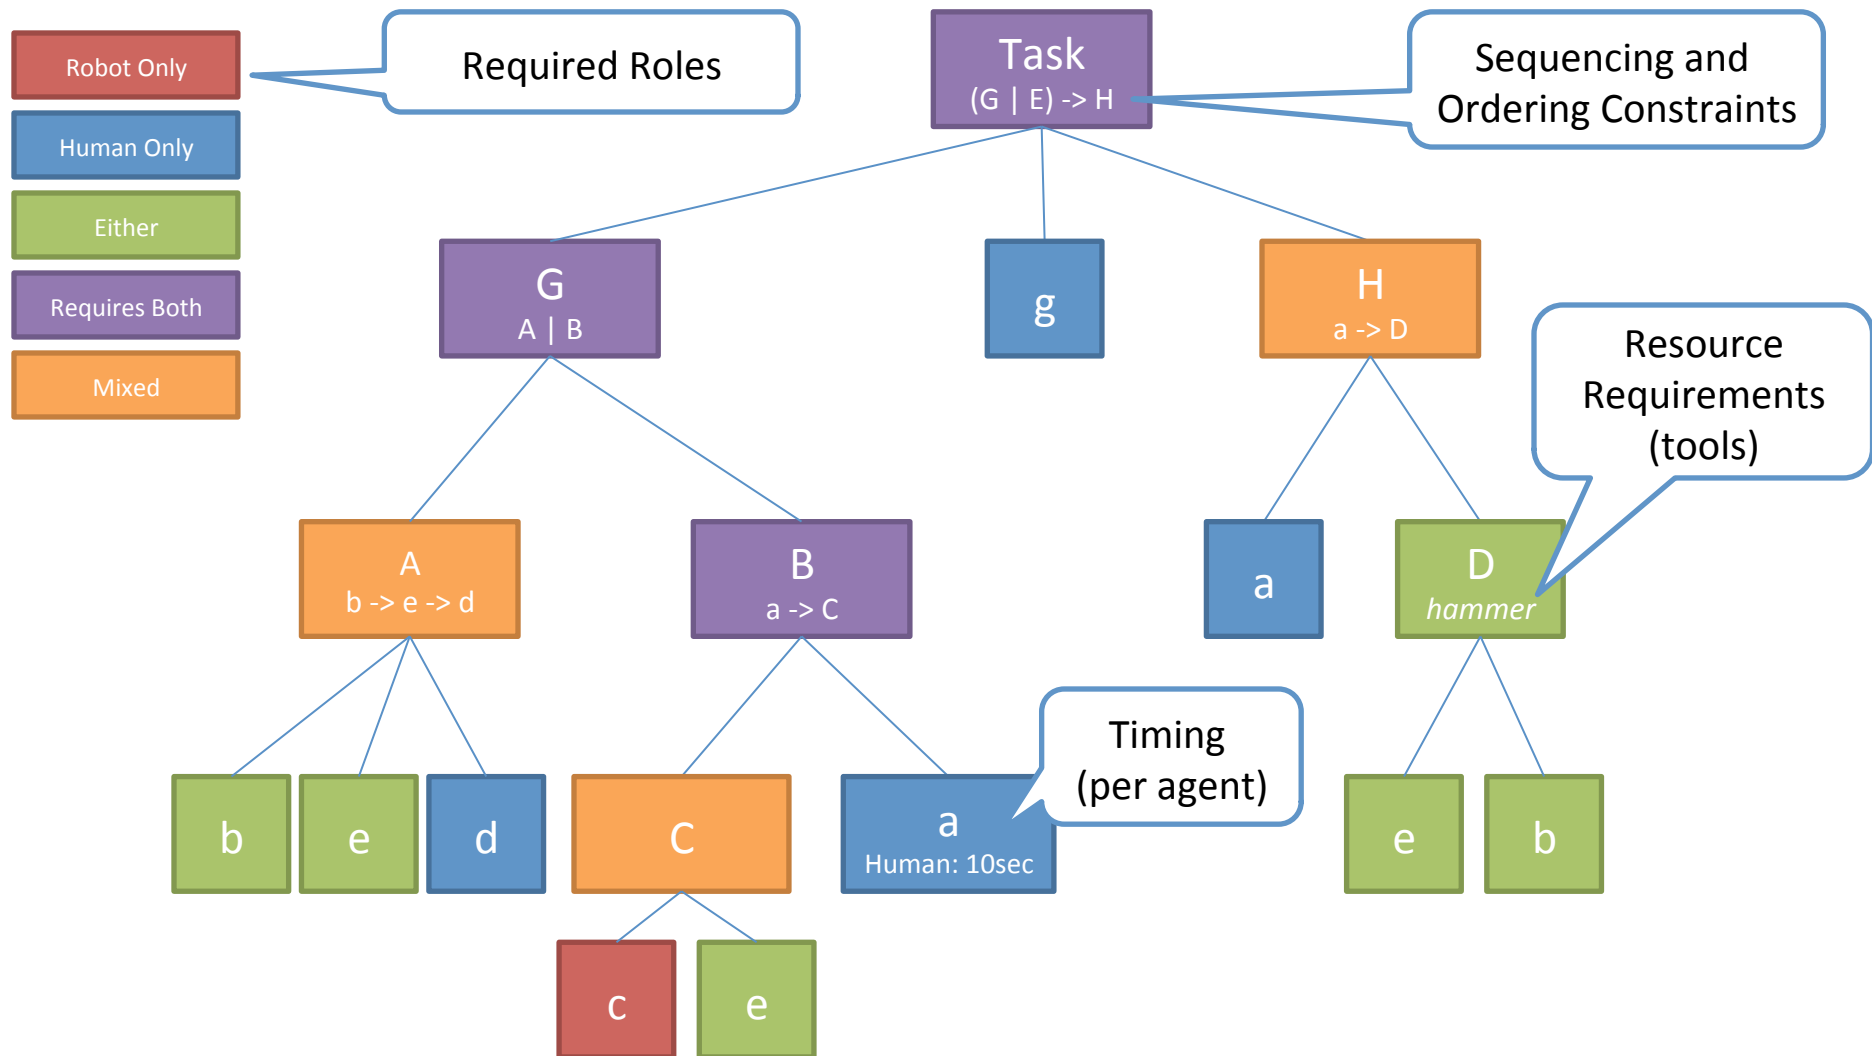 Robot Only
Human Only
Either
Requires Both
Mixed
Required Roles
Task
(G | E) -> H
Sequencing and
Ordering Constraints
G
A | B
g
H
a -> D
Resource
Requirements
(tools)
A
b -> e -> d
B
a -> C
a
D
hammer
Timing
(per agent)
b
e
d
C
a
Human: 10sec
e
b
c
e